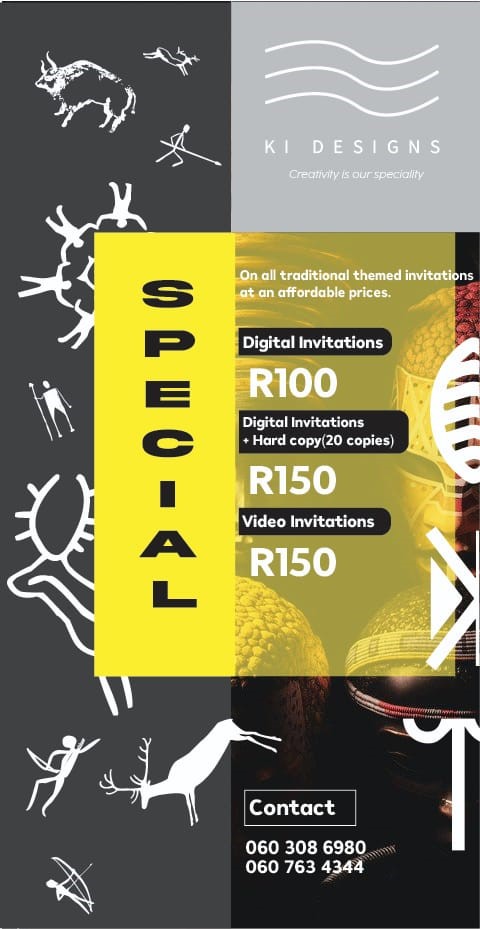 KI DESIGNS
Creativity is our speciality
SPECIAL
On all traditional themed invitations
at an affordable prices.
Digital Invitations
R100
Digital Invitations
+ Hard copy(20 copies)
R150
Video Invitations
R150
Contact
060 308 6980
060 763 4344